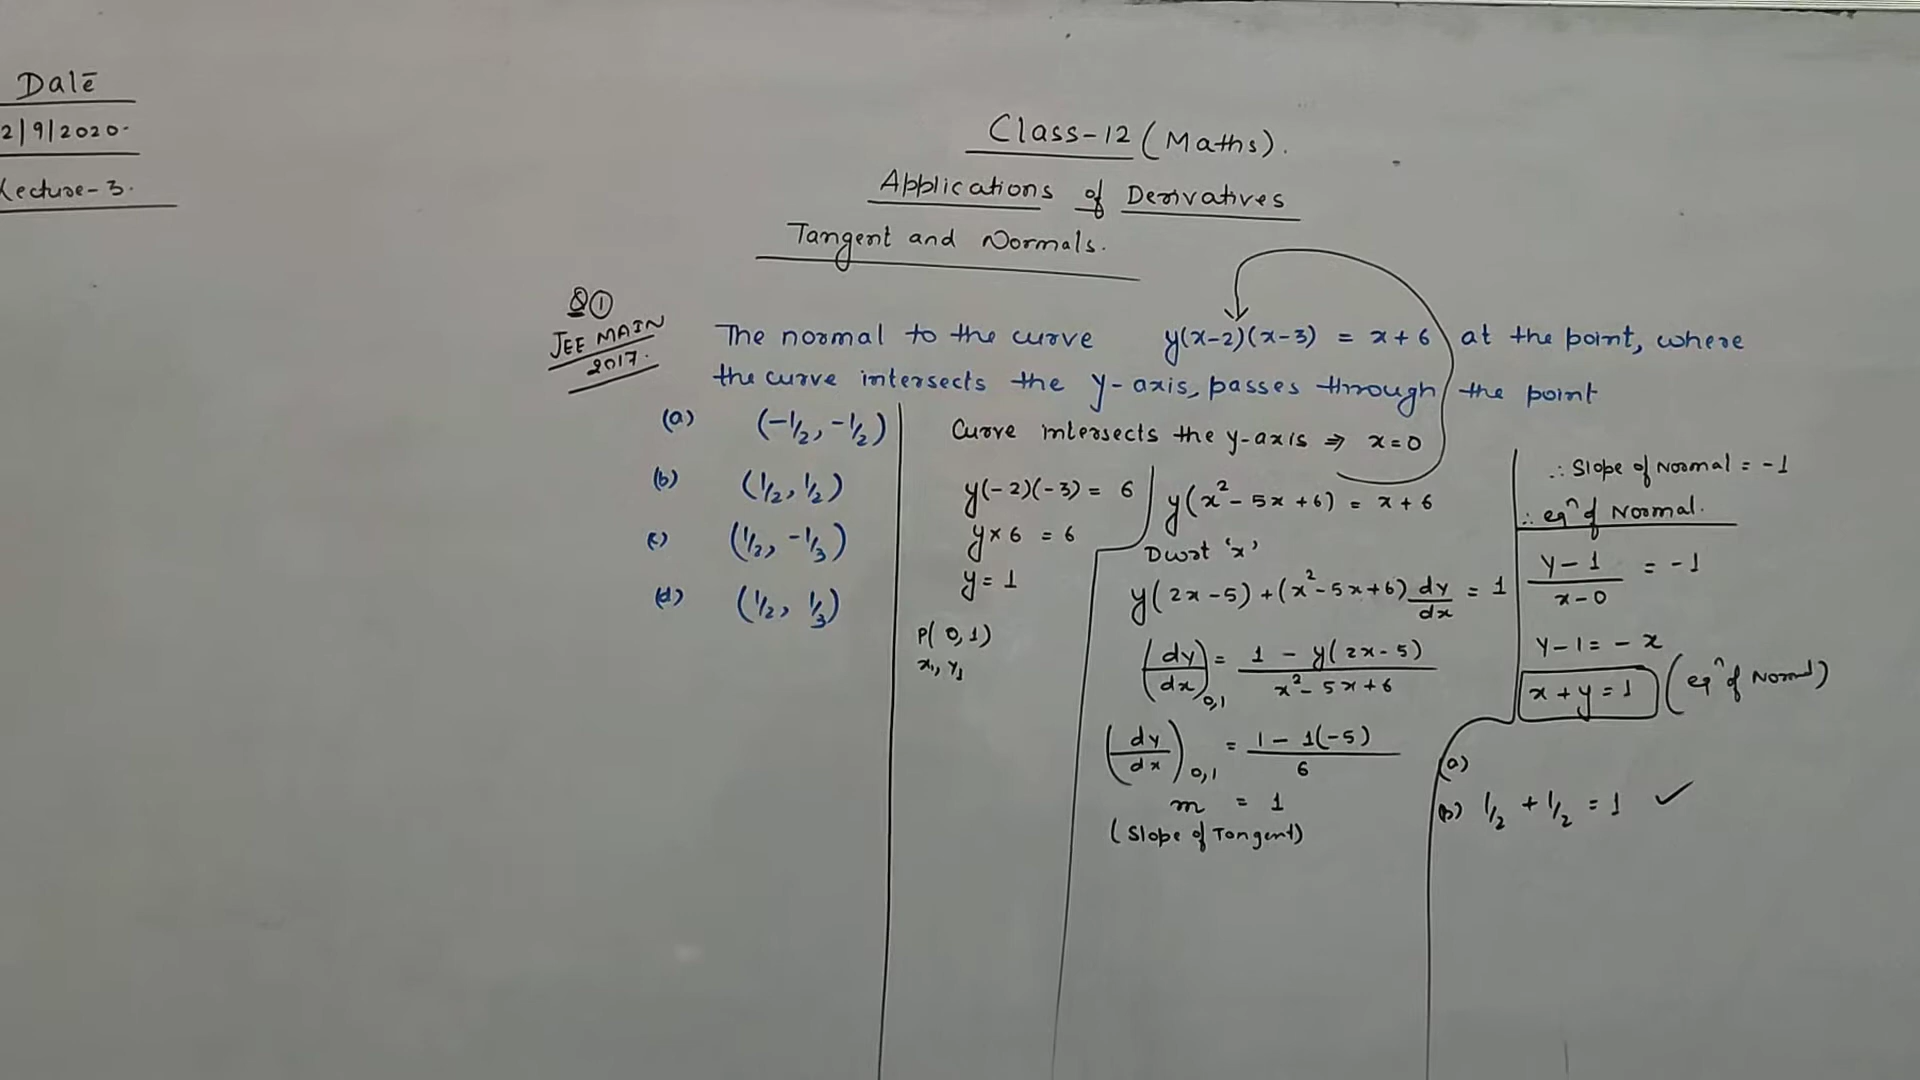 Date
2/9/2020.
Lecture-3.
Class-12 (Maths).
Applications of Derivatives
Tangent and Normals.
Q①
JEE MAIN
2017.
The normal to the curve y(x-2)(x-3) = x+6 at the point, where
the curve intersects the y-axis, passes through the point
(a) (-1/2, -1/2)
(b) (1/2, 1/2)
(c) (1/2, -1/3)
(d) (1/2, 1/3)
Curve intersects the y-axis ⇒ x=0
y(-2)(-3) = 6
y×6 = 6
y = 1
P(0,1)
x₁, y₁
y(x²-5x+6) = x+6
Dwrt 'x'
y(2x-5)+(x²-5x+6) dy/dx = 1
(dy/dx)0,1 = 1 - y(2x-5) / x²-5x+6
(dy/dx)0,1 = 1 - 1(-5) / 6
m = 1
(Slope of Tangent)
∴ Slope of Normal = -1
∴ eqⁿ of Normal.
y-1 / x-0 = -1
y-1 = -x
x+y=1 (eqⁿ of Normal)
(a)
(b) 1/2 + 1/2 = 1 ✓